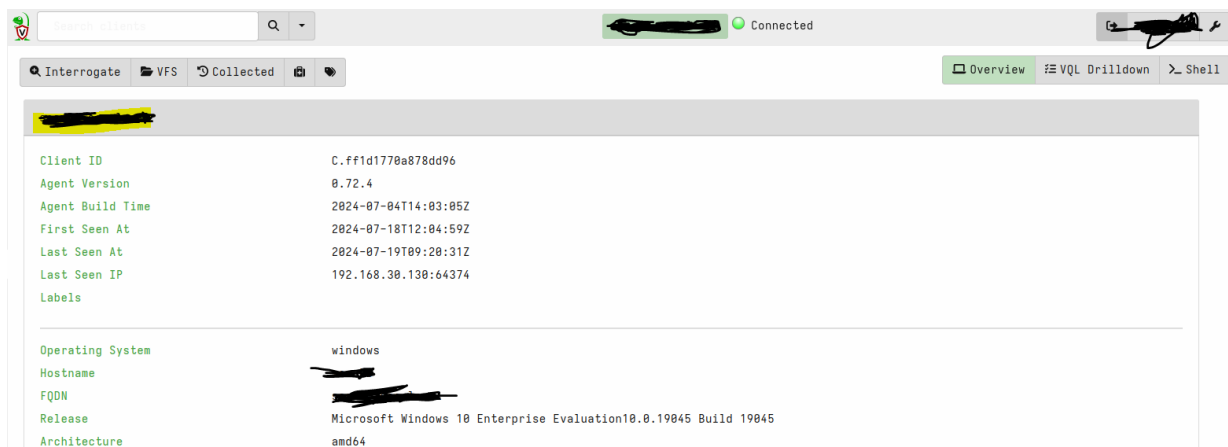 Search clients
Connected
Interrogate VFS Collected
Overview VQL Drilldown Shell
Client ID C.ff1d1770a878dd96
Agent Version 0.72.4
Agent Build Time 2024-07-04T14:03:05Z
First Seen At 2024-07-18T12:04:59Z
Last Seen At 2024-07-19T09:20:31Z
Last Seen IP 192.168.30.130:64374
Labels
Operating System windows
Hostname
FQDN
Release Microsoft Windows 10 Enterprise Evaluation10.0.19045 Build 19045
Architecture amd64